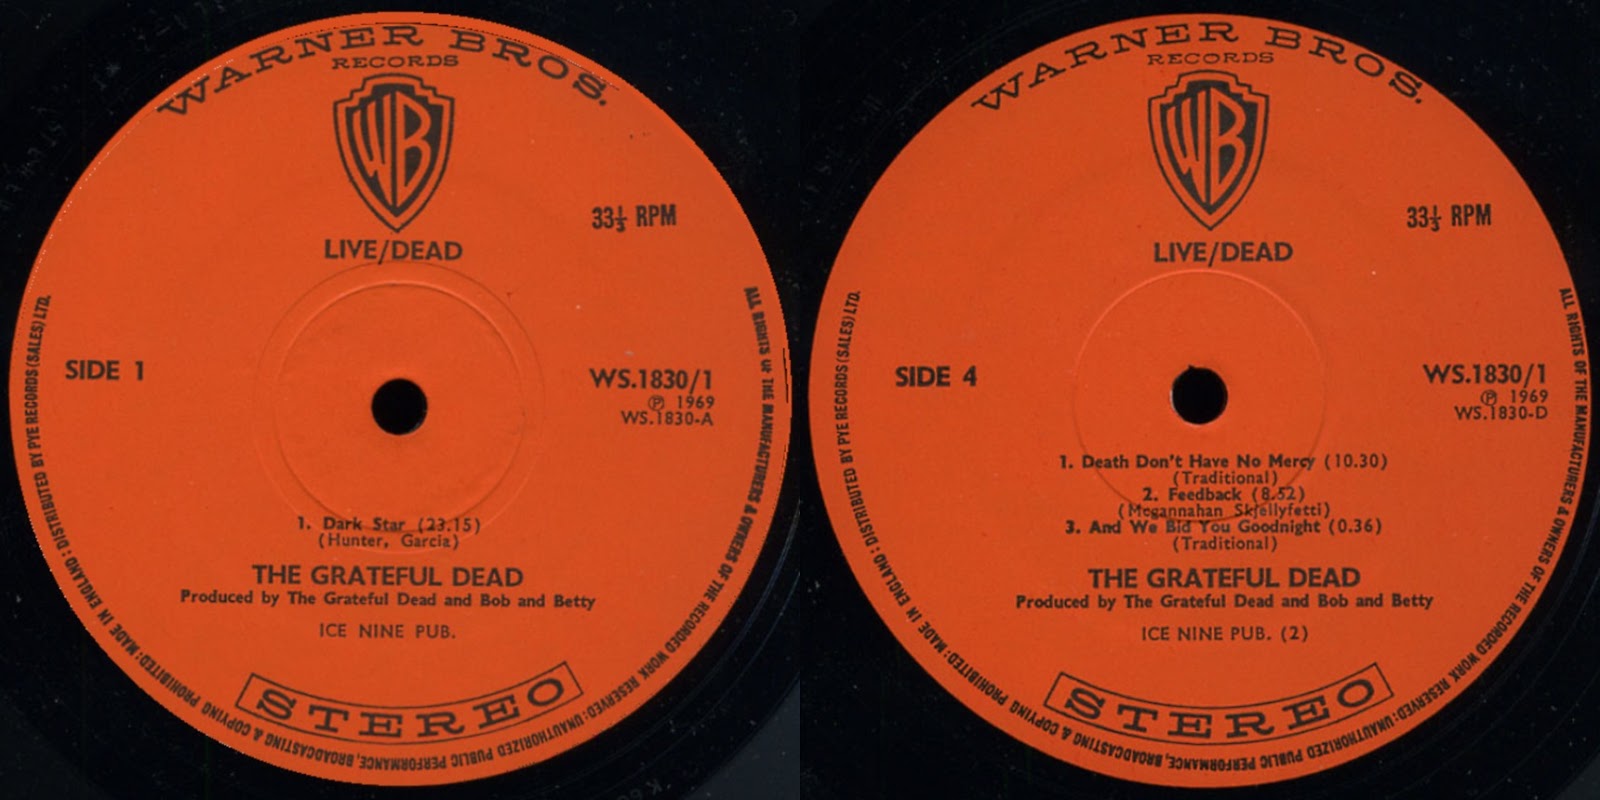 WARNER BROS.
RECORDS
WB
33⅓ RPM
LIVE/DEAD
SIDE 1
WS.1830/1
Ⓟ 1969
WS.1830-A
1. Dark Star (23.15)
(Hunter, Garcia)
THE GRATEFUL DEAD
Produced by The Grateful Dead and Bob and Betty
ICE NINE PUB.
STEREO
ALL RIGHTS OF THE MANUFACTURERS & OWNERS OF THE RECORDED WORK RESERVED: UNAUTHORIZED PUBLIC PERFORMANCE, BROADCASTING & COPYING PROHIBITED: MADE IN ENGLAND: DISTRIBUTED BY PYE RECORDS (SALES) LTD.
WARNER BROS.
RECORDS
WB
33⅓ RPM
LIVE/DEAD
SIDE 4
WS.1830/1
Ⓟ 1969
WS.1830-D
1. Death Don't Have No Mercy (10.30)
(Traditional)
2. Feedback (8.52)
(Mcgannahan Skjellyfetti)
3. And We Bid You Goodnight (0.36)
(Traditional)
THE GRATEFUL DEAD
Produced by The Grateful Dead and Bob and Betty
ICE NINE PUB. (2)
STEREO
ALL RIGHTS OF THE MANUFACTURERS & OWNERS OF THE RECORDED WORK RESERVED: UNAUTHORIZED PUBLIC PERFORMANCE, BROADCASTING & COPYING PROHIBITED: MADE IN ENGLAND: DISTRIBUTED BY PYE RECORDS (SALES) LTD.